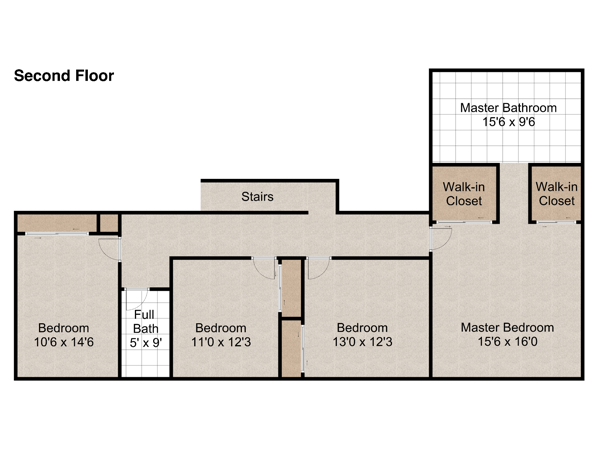 Second Floor
Master Bathroom
15'6 x 9'6
Walk-in
Closet
Walk-in
Closet
Stairs
Bedroom
10'6 x 14'6
Full
Bath
5' x 9'
Bedroom
11'0 x 12'3
Bedroom
13'0 x 12'3
Master Bedroom
15'6 x 16'0